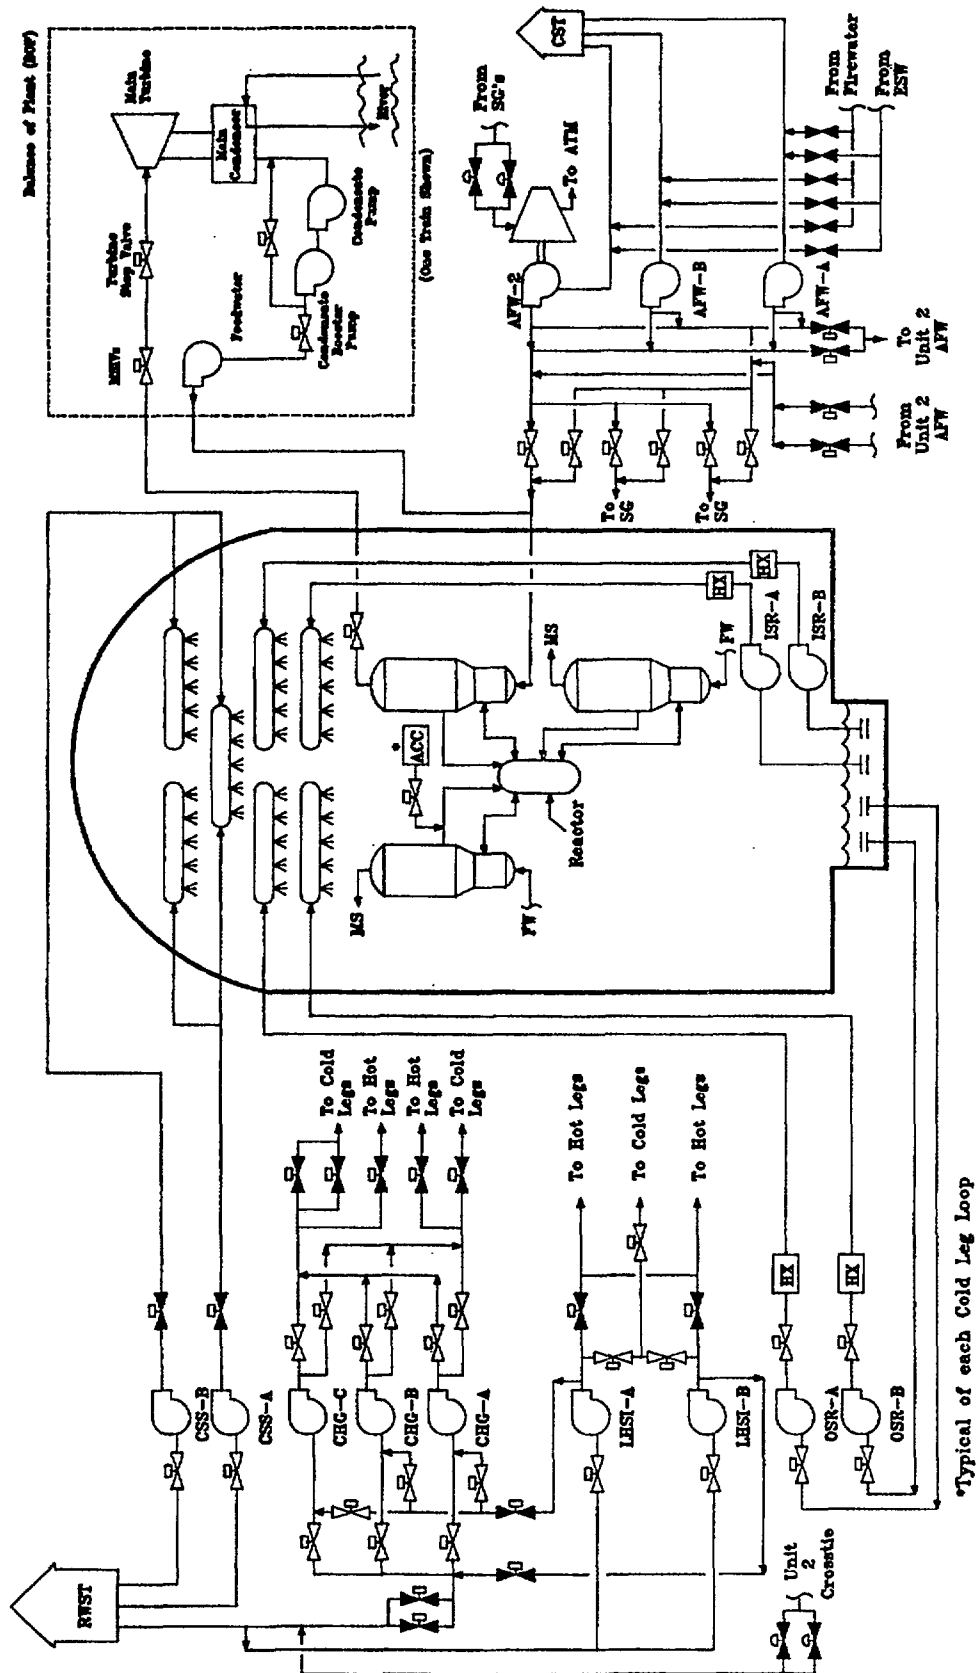 Balance of Plant (BOP)
Main
Turbine
Turbine
Stop Valve
MSIVs
Main
Condenser
River
Condensate
Pump
Feedwater
Condensate
Booster
Pump
(One Train Shown)
CST
From
SG's
To ATM
From
Firewater
From
ESW
AFW-2
AFW-B
AFW-A
To
Unit 2
AFW
From
Unit 2
AFW
To
SG
To
SG
HX
HX
ISR-A
ISR-B
MS
FW
*
ACC
Reactor
MS
FW
To Cold
Legs
To Hot
Legs
To Hot
Legs
To Cold
Legs
To Hot Legs
To Cold Legs
To Hot Legs
HX
HX
CSS-B
CSS-A
CHG-C
CHG-B
CHG-A
LHSI-A
LHSI-B
OSR-A
OSR-B
RWST
Unit
2
Crosstie
*Typical of each Cold Leg Loop